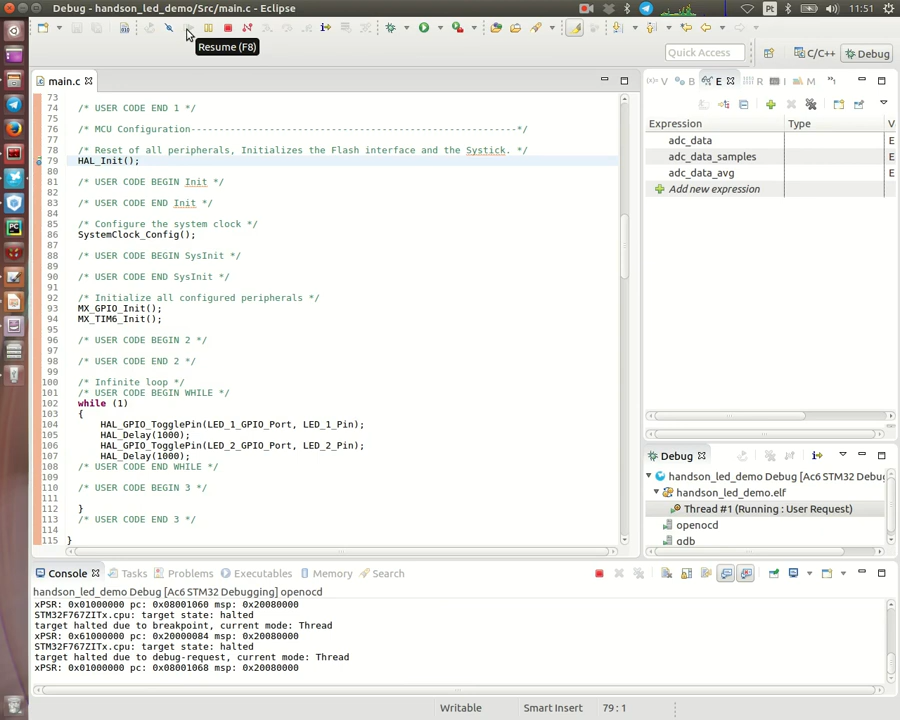 Debug - handson_led_demo/Src/main.c - Eclipse
Pt
11:51
Resume (F8)
Quick Access
C/C++
Debug
main.c
V
B
E
R
I
M
73
74 /* USER CODE END 1 */
75
76 /* MCU Configuration----------------------------------------------------------*/
77
78 /* Reset of all peripherals, Initializes the Flash interface and the Systick. */
79 HAL_Init();
80
81 /* USER CODE BEGIN Init */
82
83 /* USER CODE END Init */
84
85 /* Configure the system clock */
86 SystemClock_Config();
87
88 /* USER CODE BEGIN SysInit */
89
90 /* USER CODE END SysInit */
91
92 /* Initialize all configured peripherals */
93 MX_GPIO_Init();
94 MX_TIM6_Init();
95
96 /* USER CODE BEGIN 2 */
97
98 /* USER CODE END 2 */
99
100 /* Infinite loop */
101 /* USER CODE BEGIN WHILE */
102 while (1)
103 {
104 HAL_GPIO_TogglePin(LED_1_GPIO_Port, LED_1_Pin);
105 HAL_Delay(1000);
106 HAL_GPIO_TogglePin(LED_2_GPIO_Port, LED_2_Pin);
107 HAL_Delay(1000);
108 /* USER CODE END WHILE */
109
110 /* USER CODE BEGIN 3 */
111
112 }
113 /* USER CODE END 3 */
114
115 }
Expression Type V
adc_data E
adc_data_samples E
adc_data_avg E
Add new expression
Debug
handson_led_demo Debug [Ac6 STM32 Debug
handson_led_demo.elf
Thread #1 (Running : User Request)
openocd
gdb
Console Tasks Problems Executables Memory Search
handson_led_demo Debug [Ac6 STM32 Debugging] openocd
xPSR: 0x01000000 pc: 0x08001060 msp: 0x20080000
STM32F767ZITx.cpu: target state: halted
target halted due to breakpoint, current mode: Thread
xPSR: 0x61000000 pc: 0x20000084 msp: 0x20080000
STM32F767ZITx.cpu: target state: halted
target halted due to debug-request, current mode: Thread
xPSR: 0x01000000 pc: 0x08001068 msp: 0x20080000
Writable
Smart Insert
79 : 1